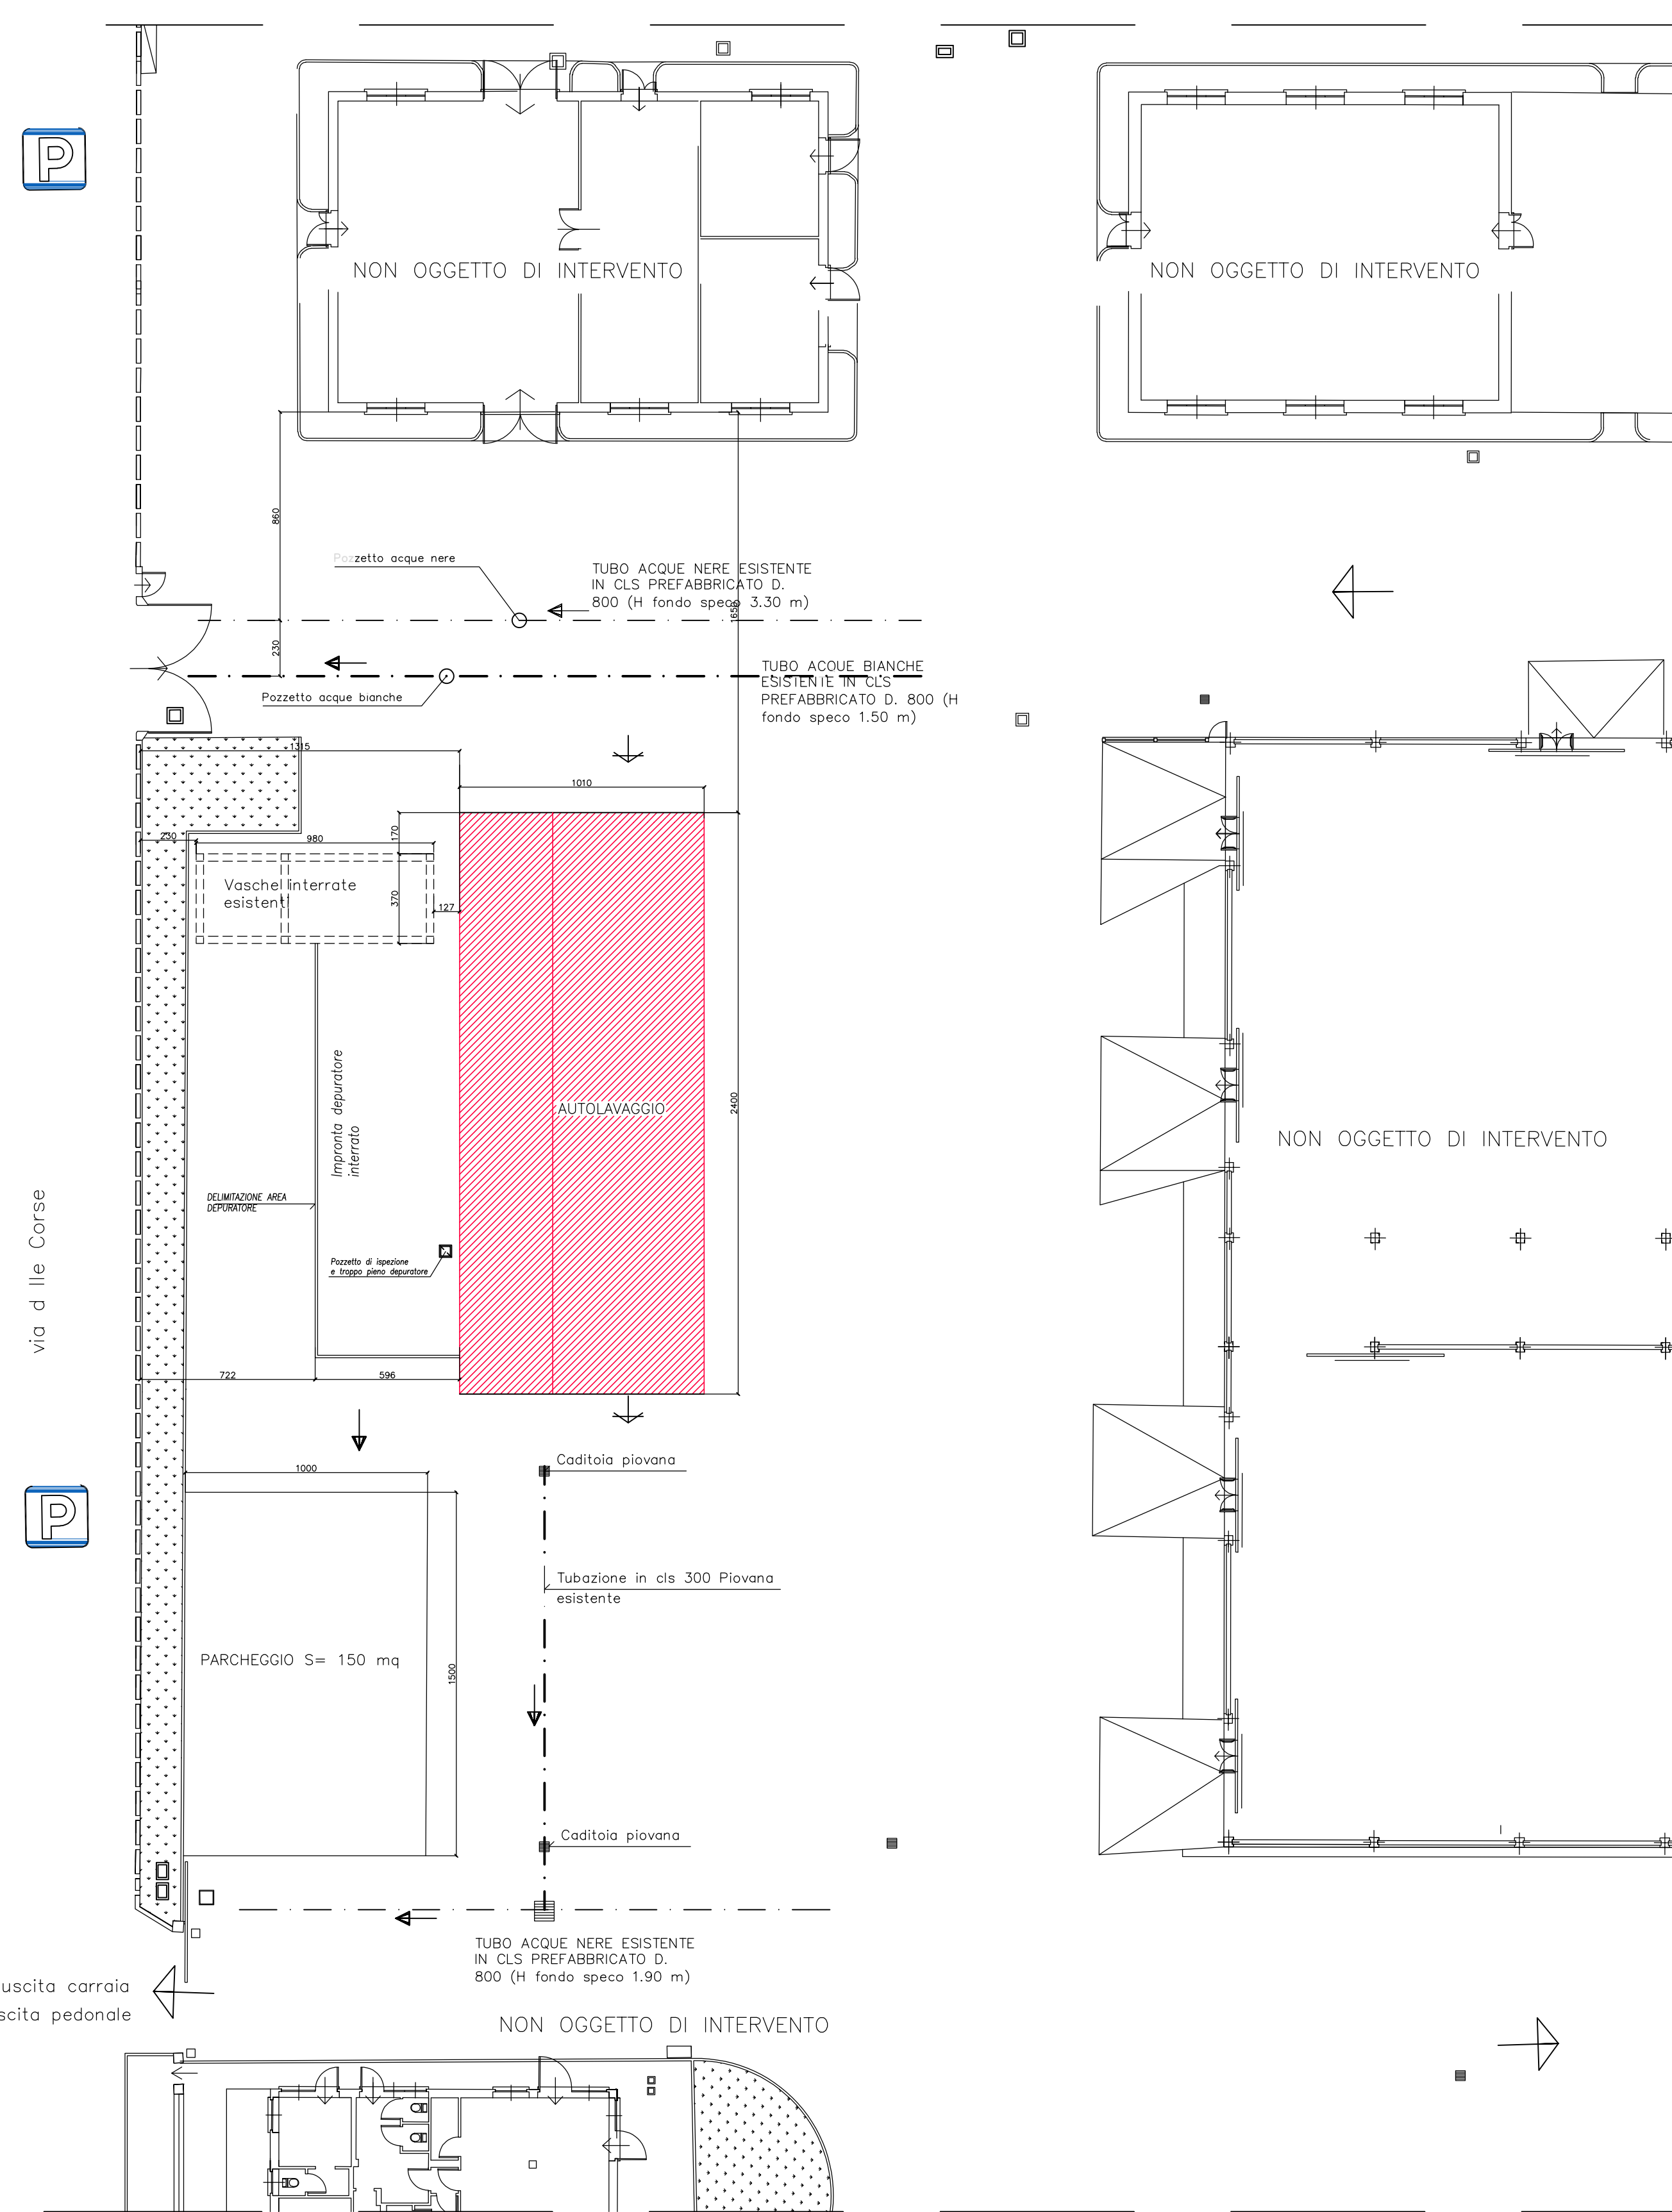 P
NON OGGETTO DI INTERVENTO
NON OGGETTO DI INTERVENTO
860
Pozzetto acque nere
TUBO ACQUE NERE ESISTENTE
IN CLS PREFABBRICATO D.
800 (H fondo speco 3.30 m)
1650
230
TUBO ACQUE BIANCHE
ESISTENTE IN CLS
PREFABBRICATO D. 800 (H
fondo speco 1.50 m)
Pozzetto acque bianche
1315
1010
230
980
170
Vasche interrate
esistenti
370
127
Impronta depuratore
interrato
AUTOLAVAGGIO
2400
NON OGGETTO DI INTERVENTO
DELIMITAZIONE AREA
DEPURATORE
via d lle Corse
Pozzetto di ispezione
e troppo pieno depuratore
722
596
Caditoia piovana
1000
P
Tubazione in cls 300 Piovana
esistente
PARCHEGGIO S= 150 mq
1500
Caditoia piovana
TUBO ACQUE NERE ESISTENTE
IN CLS PREFABBRICATO D.
800 (H fondo speco 1.90 m)
uscita carraia
scita pedonale
NON OGGETTO DI INTERVENTO